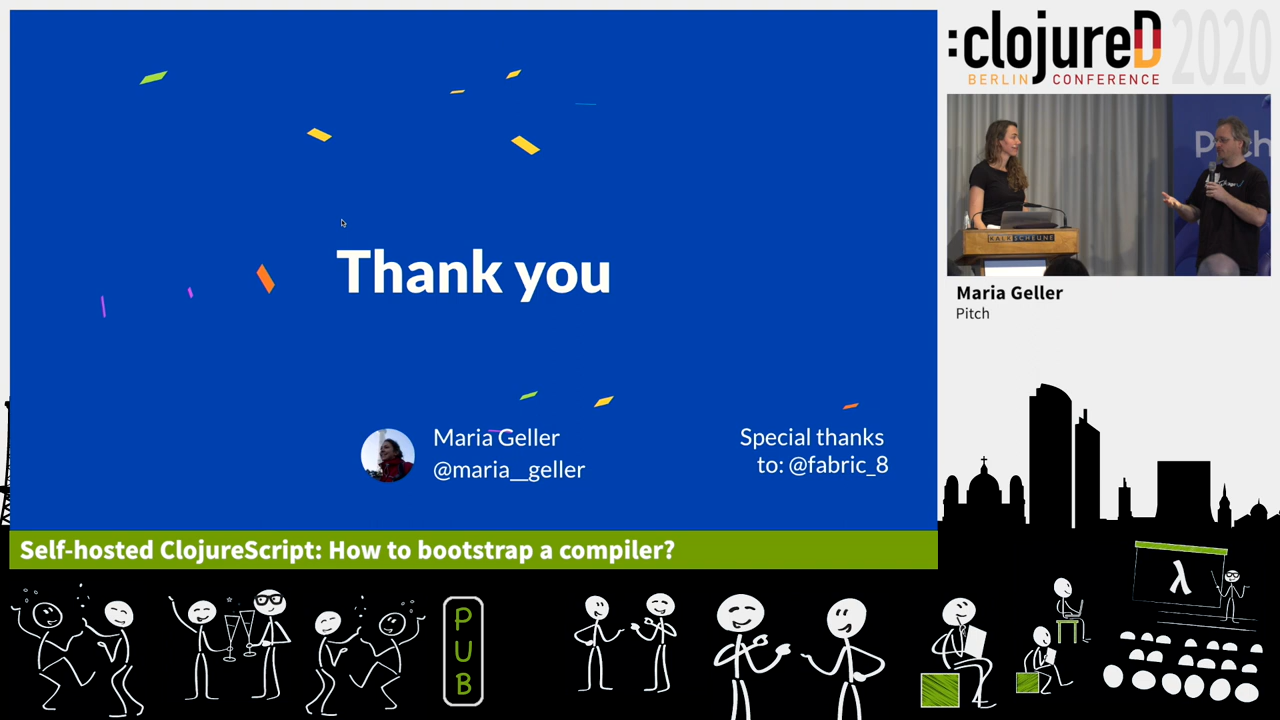 Thank you
Maria Geller
@maria__geller
Special thanks
to: @fabric_8
Self-hosted ClojureScript: How to bootstrap a compiler?
:clojureD 2020
BERLIN CONFERENCE
KALKSCHEUNE
Maria Geller
Pitch
PUB
λ